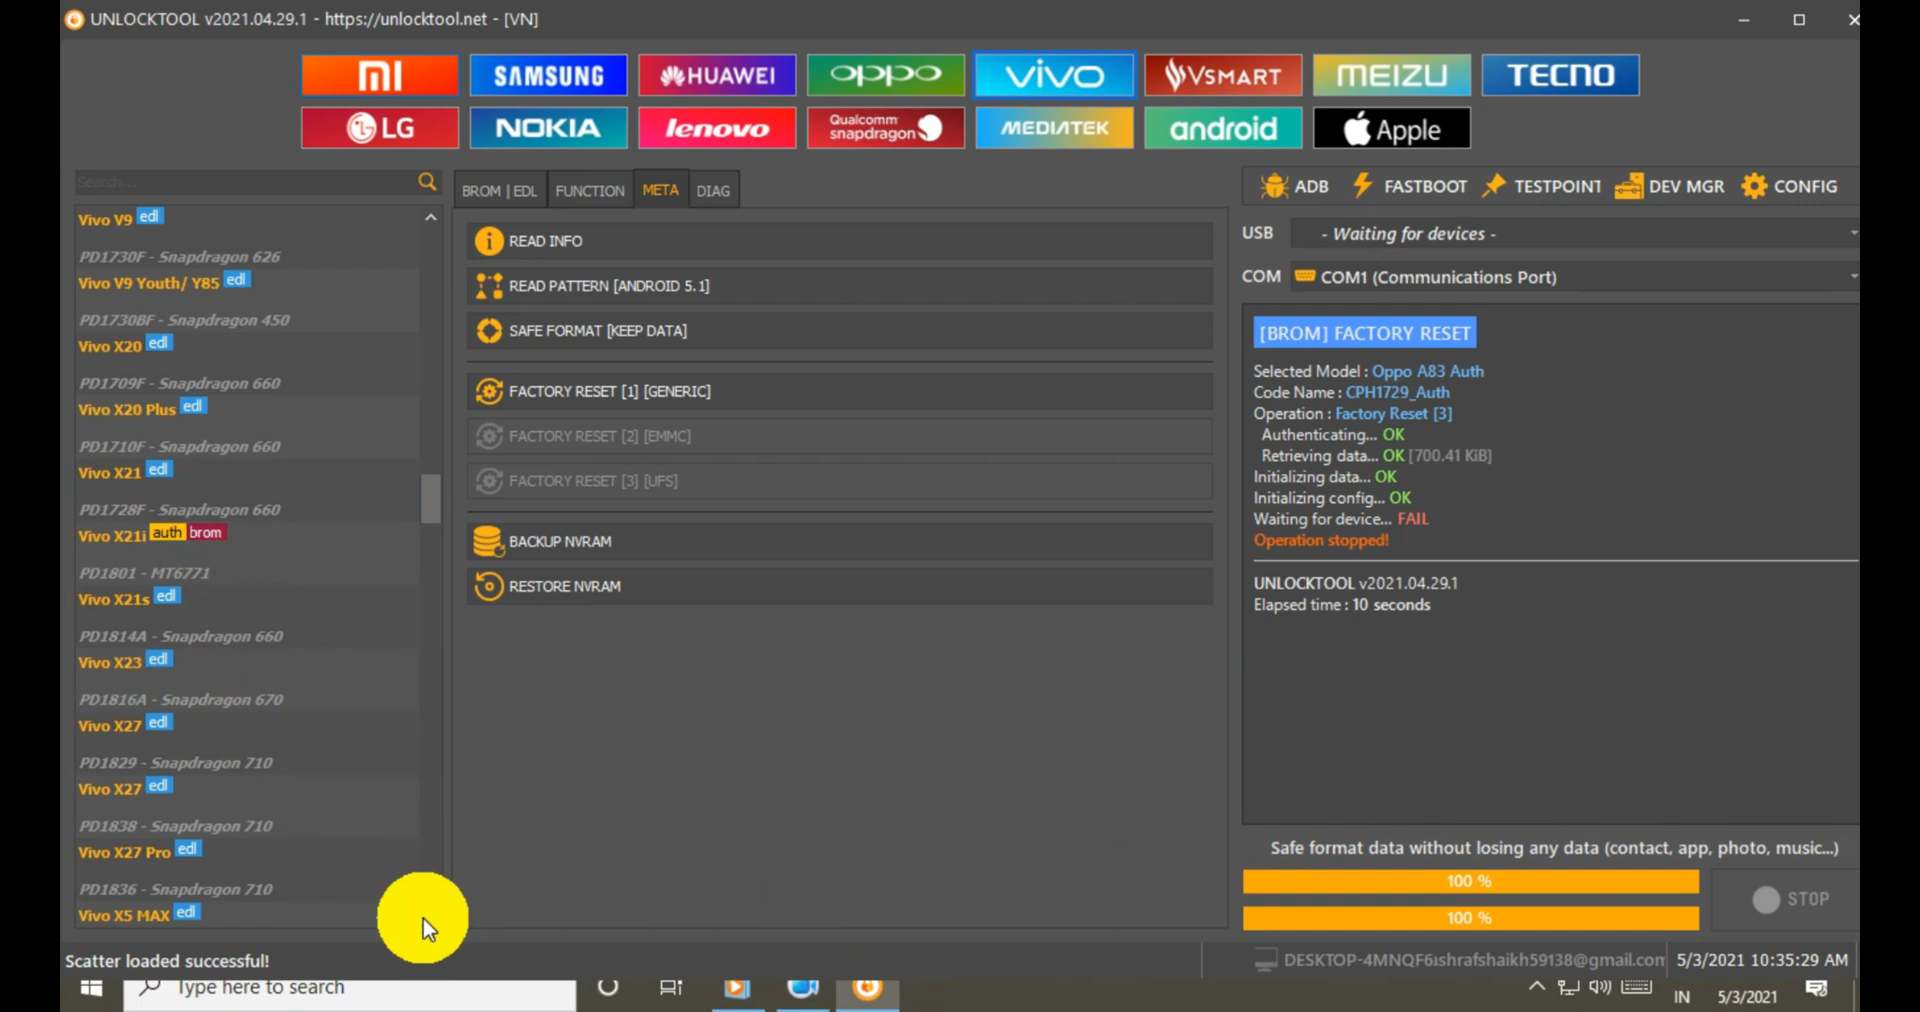 UNLOCKTOOL v2021.04.29.1 - https://unlocktool.net - [VN]
SAMSUNG
HUAWEI
oppo
vivo
VSMART
MEIZU
TECNO
LG
NOKIA
lenovo
Qualcomm
snapdragon
MEDIATEK
android
Apple
Search...
BROM | EDL
FUNCTION
META
DIAG
ADB
FASTBOOT
TESTPOINT
DEV MGR
CONFIG
Vivo V9 edl
PD1730F - Snapdragon 626
Vivo V9 Youth/ Y85 edl
PD1730BF - Snapdragon 450
Vivo X20 edl
PD1709F - Snapdragon 660
Vivo X20 Plus edl
PD1710F - Snapdragon 660
Vivo X21 edl
PD1728F - Snapdragon 660
Vivo X21i auth brom
PD1801 - MT6771
Vivo X21s edl
PD1814A - Snapdragon 660
Vivo X23 edl
PD1816A - Snapdragon 670
Vivo X27 edl
PD1829 - Snapdragon 710
Vivo X27 edl
PD1838 - Snapdragon 710
Vivo X27 Pro edl
PD1836 - Snapdragon 710
Vivo X5 MAX edl
READ INFO
READ PATTERN [ANDROID 5.1]
SAFE FORMAT [KEEP DATA]
FACTORY RESET [1] [GENERIC]
FACTORY RESET [2] [EMMC]
FACTORY RESET [3] [UFS]
BACKUP NVRAM
RESTORE NVRAM
USB - Waiting for devices -
COM COM1 (Communications Port)
[BROM] FACTORY RESET
Selected Model : Oppo A83 Auth
Code Name : CPH1729_Auth
Operation : Factory Reset [3]
Authenticating... OK
Retrieving data... OK [700.41 KiB]
Initializing data... OK
Initializing config... OK
Waiting for device... FAIL
Operation stopped!
UNLOCKTOOL v2021.04.29.1
Elapsed time : 10 seconds
Safe format data without losing any data (contact, app, photo, music...)
100 %
100 %
STOP
Scatter loaded successful!
DESKTOP-4MNQF6ıshrafshaikh59138@gmail.com
5/3/2021 10:35:29 AM
Type here to search
IN
5/3/2021